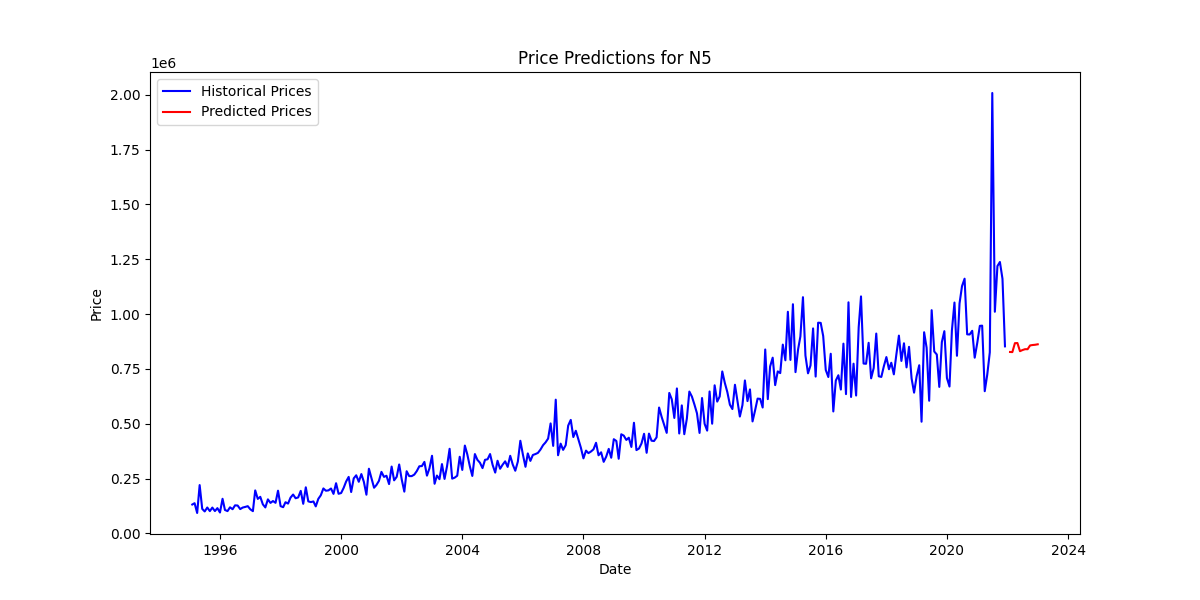 Price Predictions for N5
1e6
Historical Prices
Predicted Prices
2.00
1.75
1.50
1.25
1.00
0.75
0.50
0.25
0.00
Price
1996 2000 2004 2008 2012 2016 2020 2024
Date